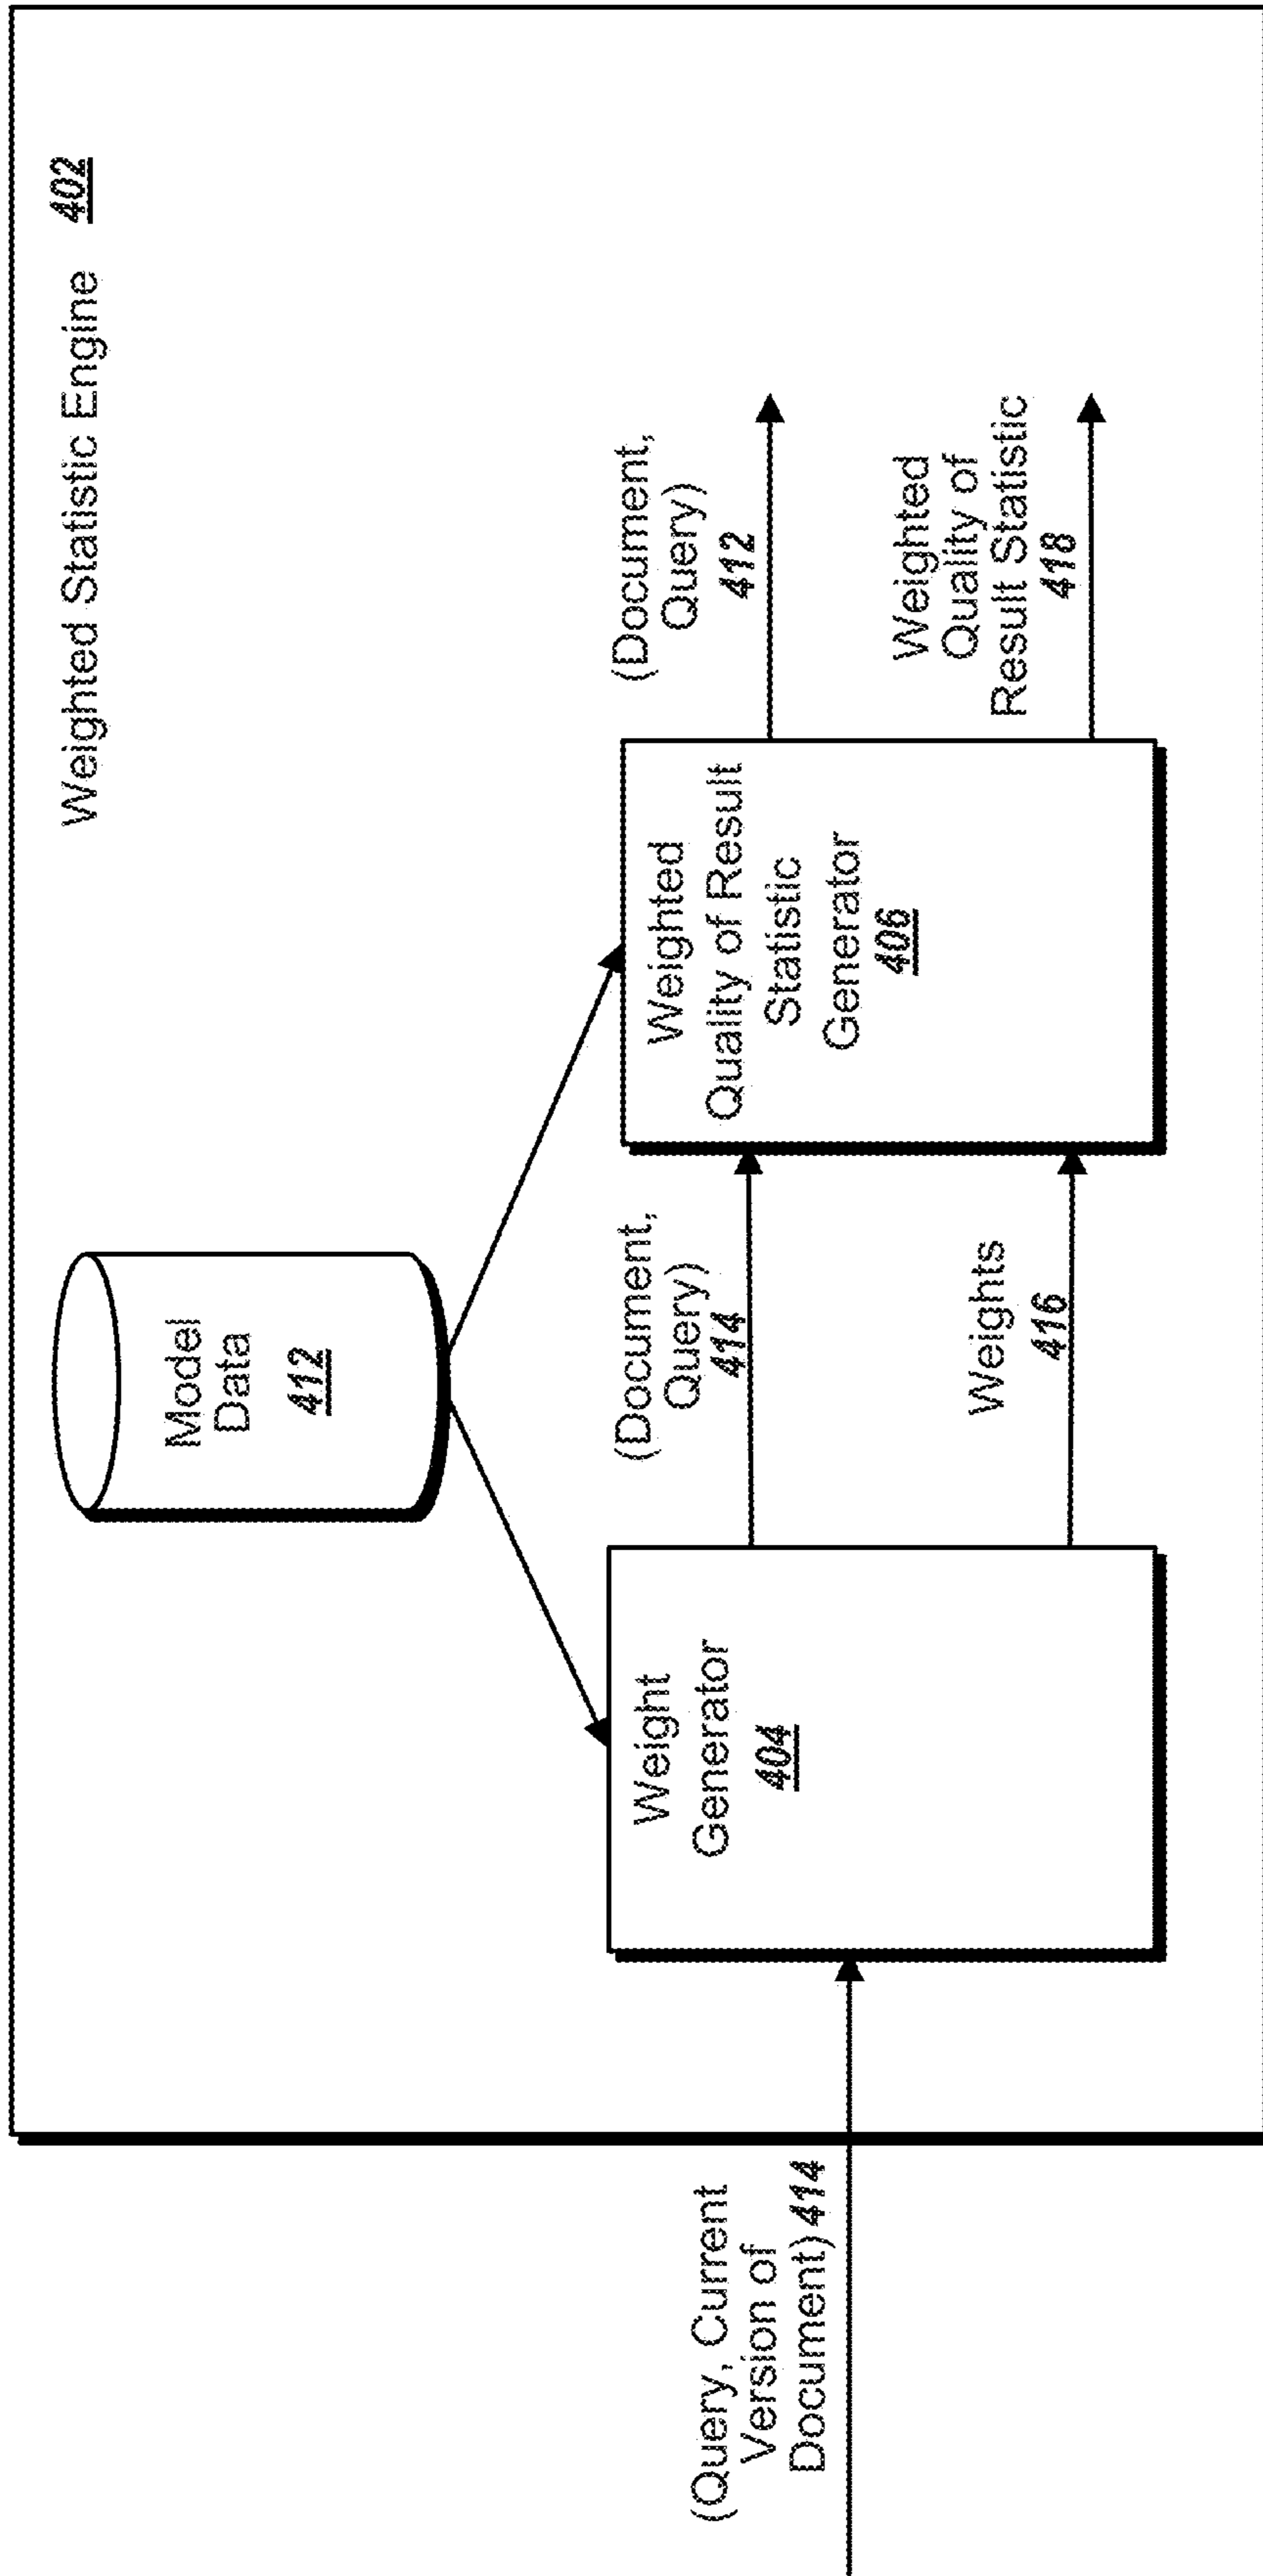 Weighted Statistic Engine 402
Model
Data
412
(Query, Current
Version of
Document) 414
Weight
Generator
404
(Document,
Query)
414
Weights
416
Weighted
Quality of Result
Statistic
Generator
406
(Document,
Query)
412
Weighted
Quality of
Result Statistic
418